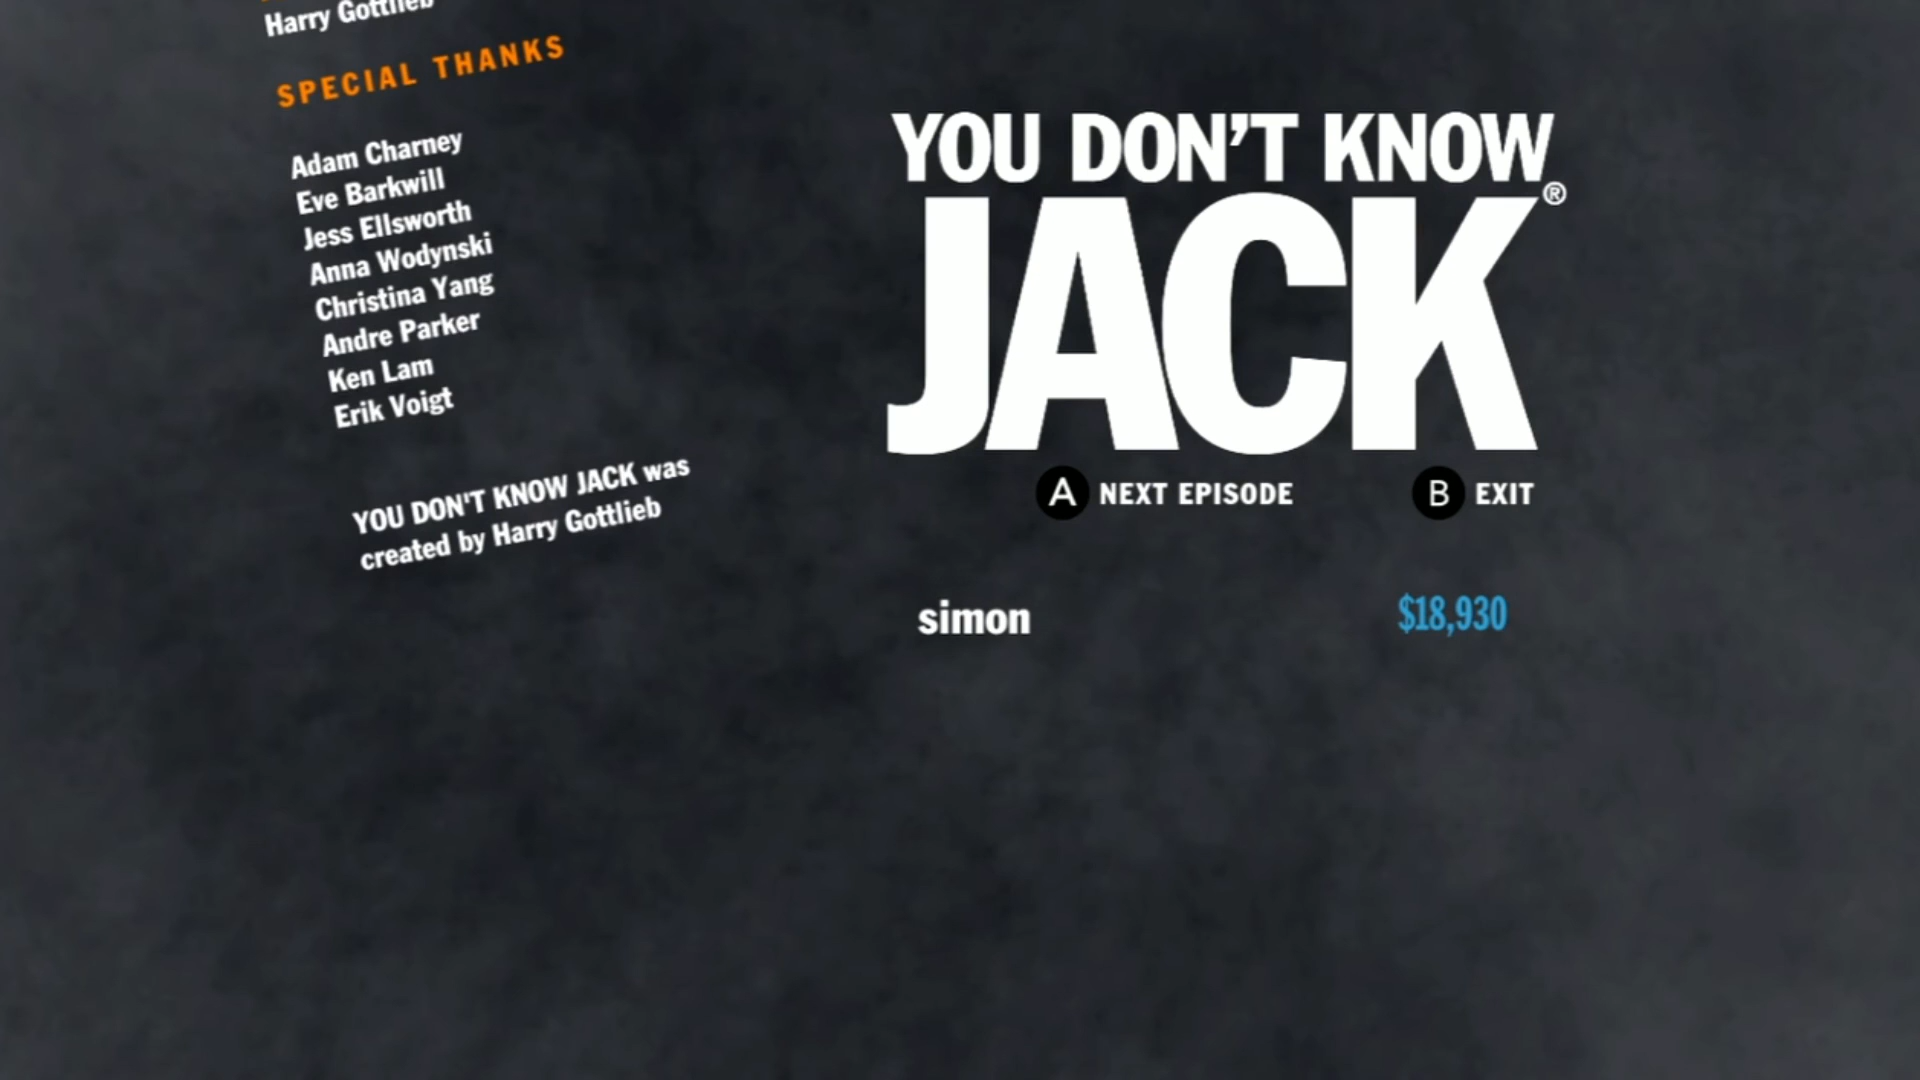 Harry Gottlieb
SPECIAL THANKS
Adam Charney
Eve Barkwill
Jess Ellsworth
Anna Wodynski
Christina Yang
Andre Parker
Ken Lam
Erik Voigt
YOU DON'T KNOW JACK was
created by Harry Gottlieb
YOU DON'T KNOW
JACK®
A NEXT EPISODE B EXIT
simon $18,930